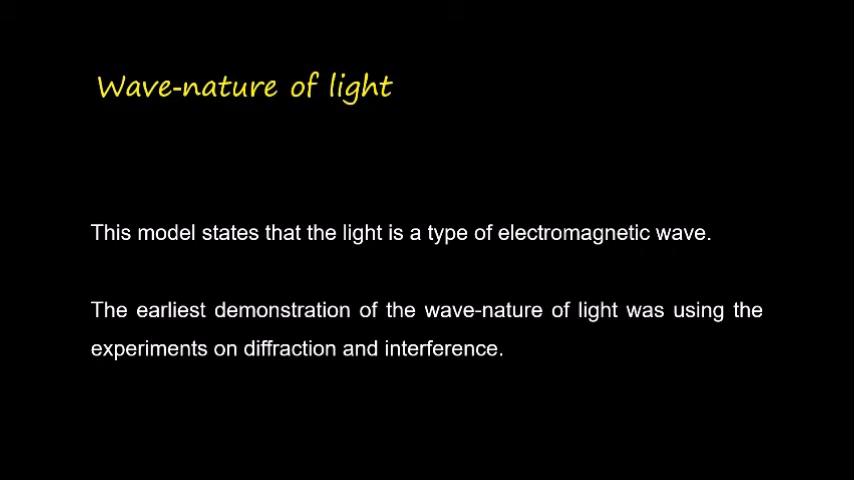 Wave-nature of light
This model states that the light is a type of electromagnetic wave.
The earliest demonstration of the wave-nature of light was using the
experiments on diffraction and interference.